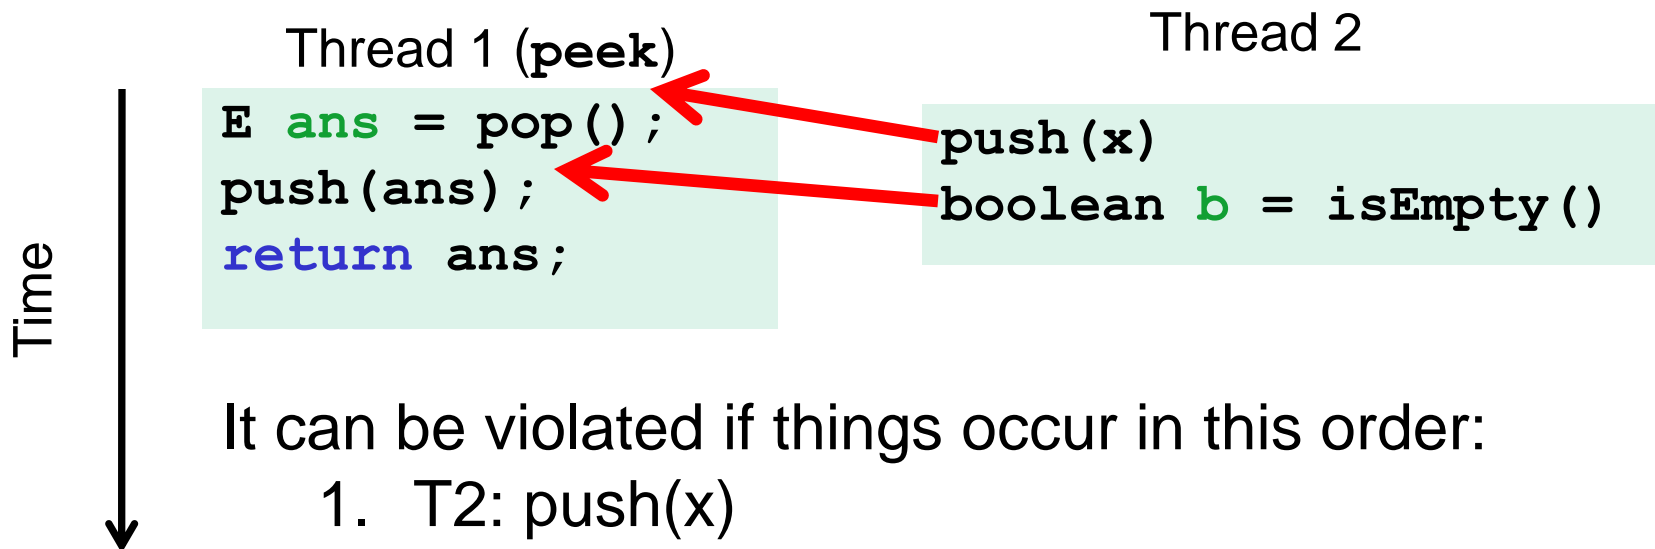 Thread 1 (peek)
Thread 2
Time
E ans = pop();
push(ans);
return ans;
push(x)
boolean b = isEmpty()
It can be violated if things occur in this order:
1. T2: push(x)